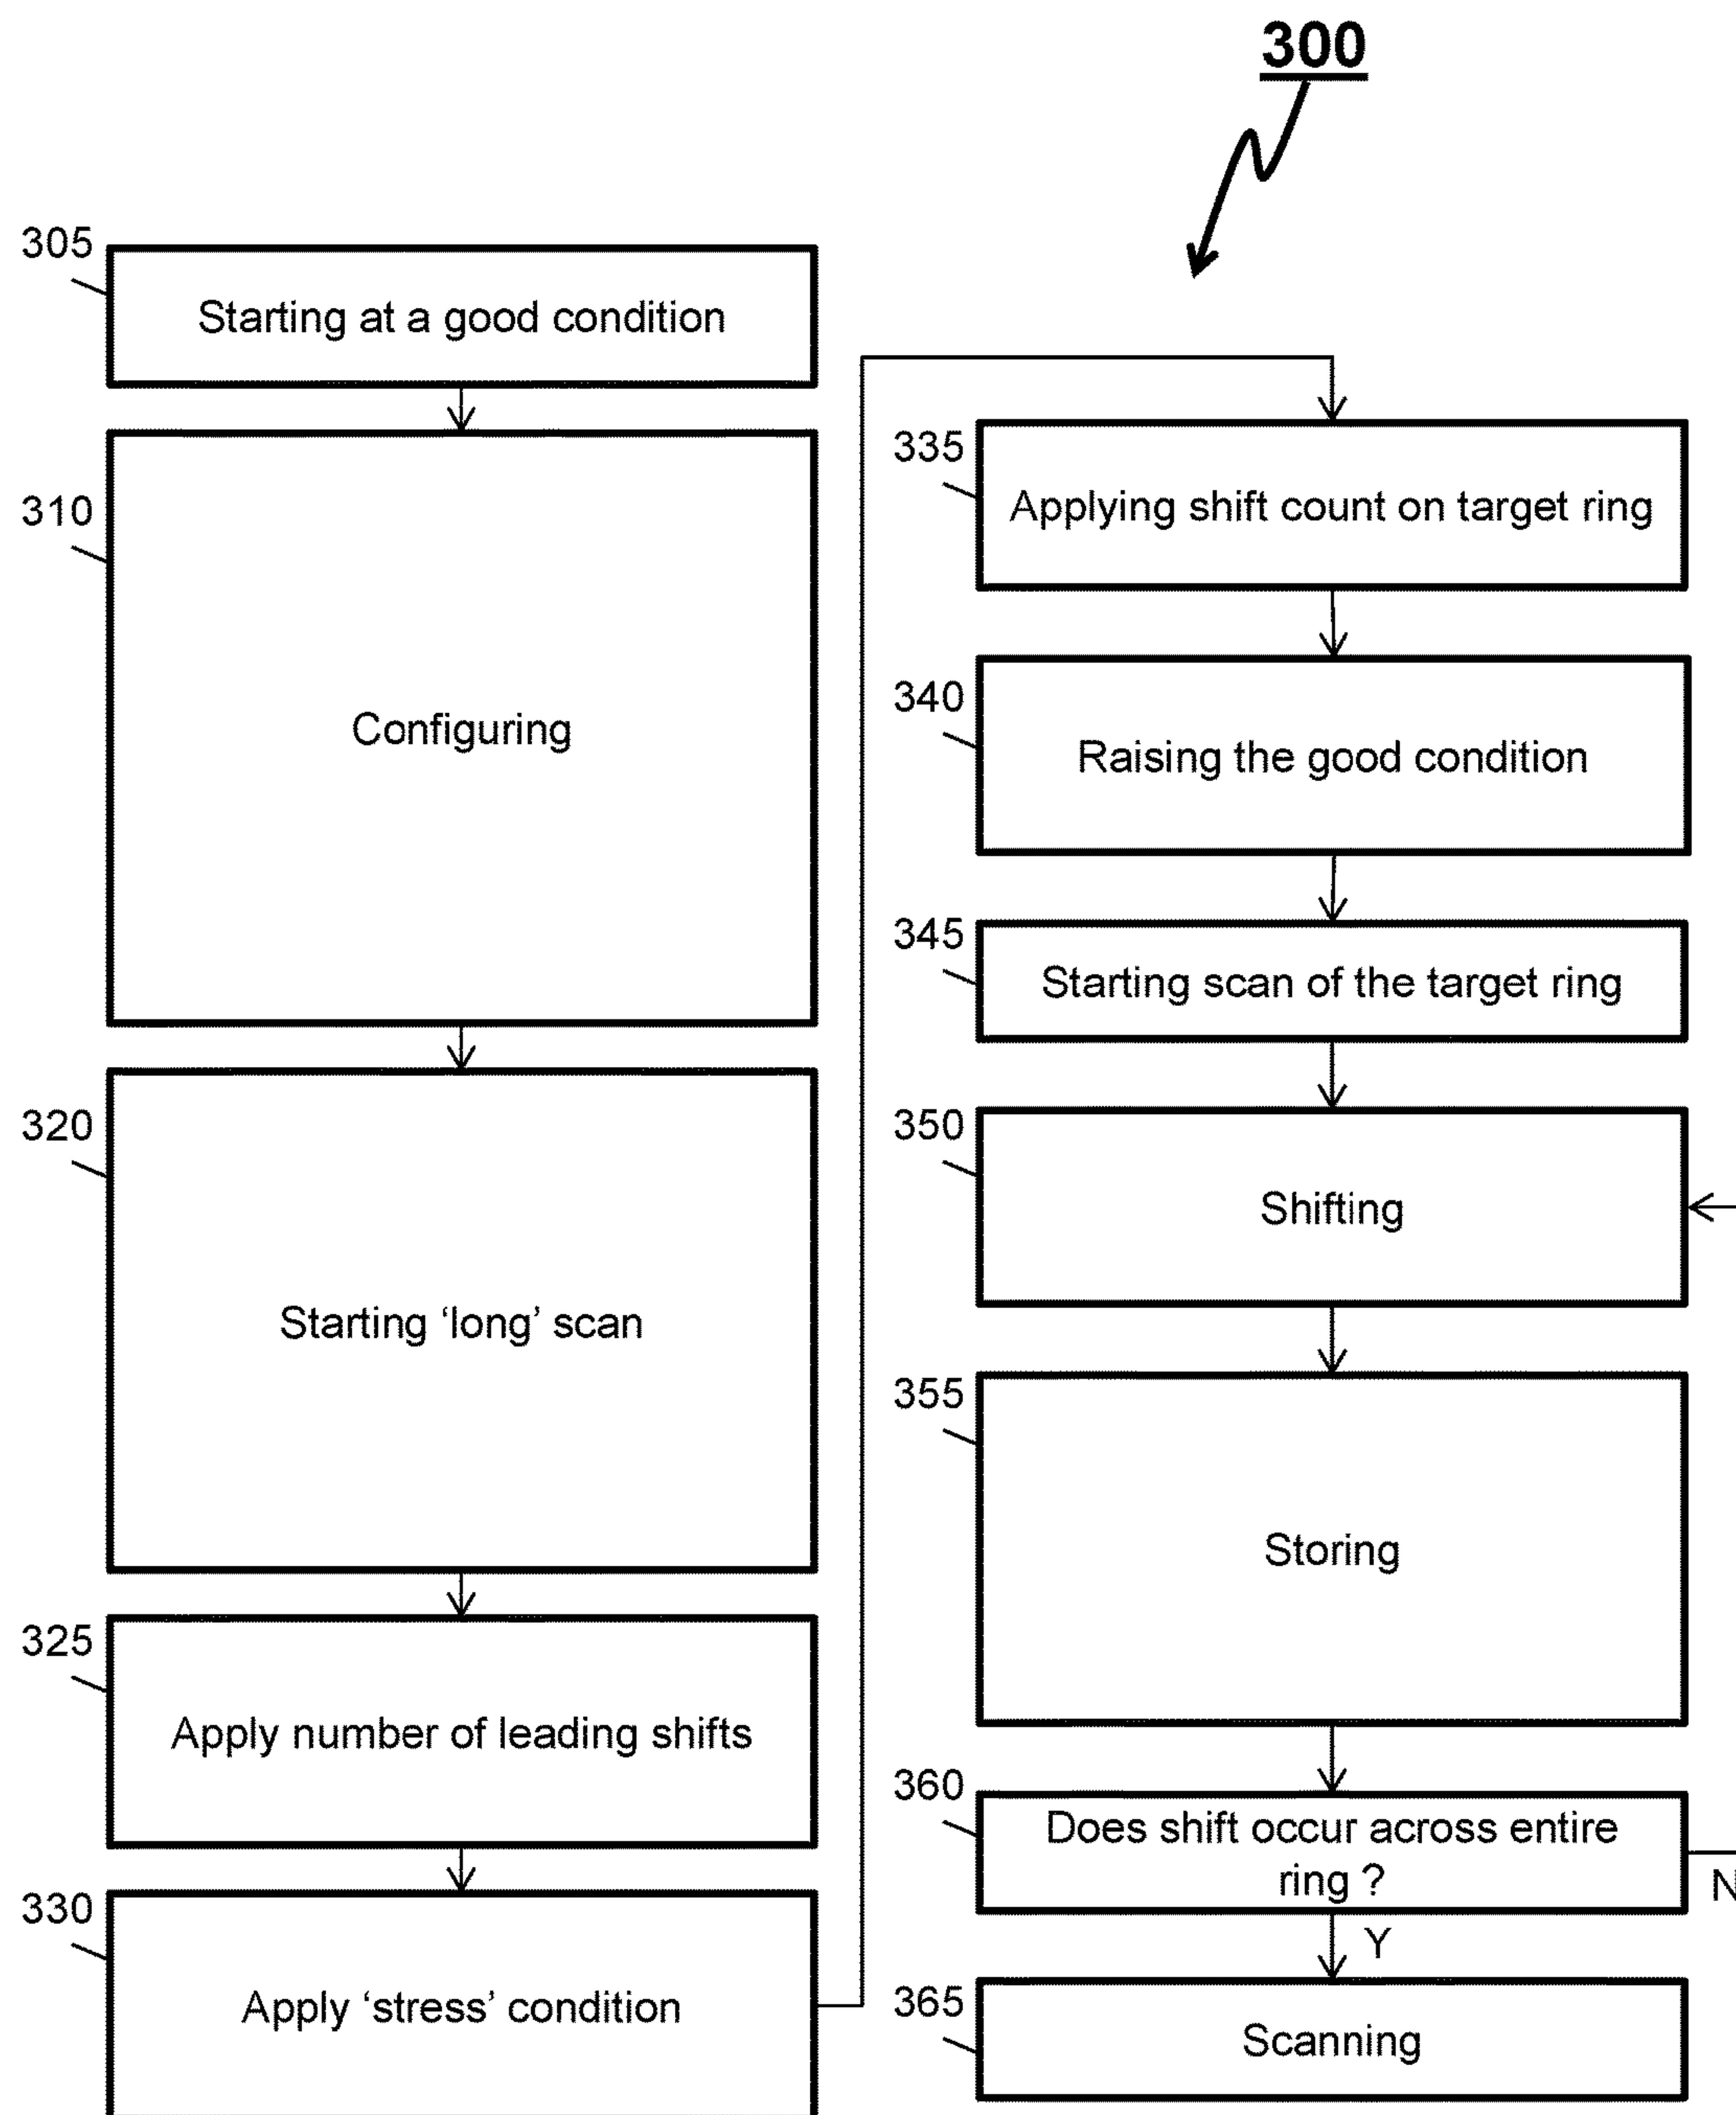 300
305
Starting at a good condition
310
Configuring
320
Starting ‘long’ scan
325
Apply number of leading shifts
330
Apply ‘stress’ condition
335
Applying shift count on target ring
340
Raising the good condition
345
Starting scan of the target ring
350
Shifting
355
Storing
360
Does shift occur across entire
ring ?
N
Y
365
Scanning